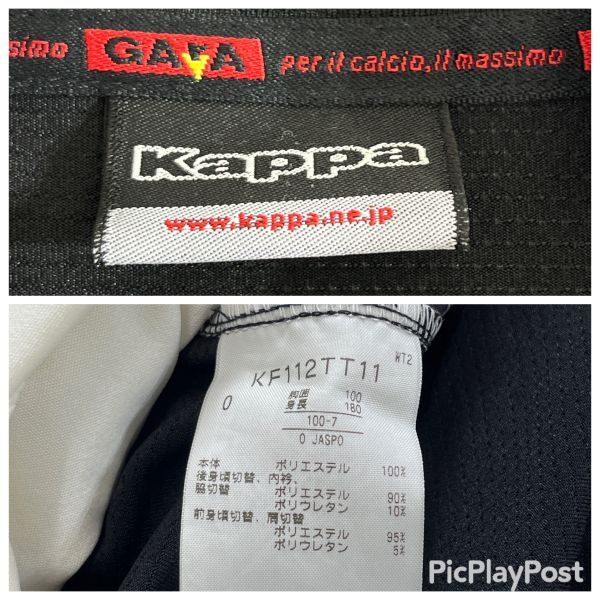 ssimo GAFA per il calcio, il massimo
Kappa
www.kappa.ne.jp
KF112TT11 WT2
O
胸囲 100
身長 180
100-7
O JASPO
本体 ポリエステル 100%
後身頃切替、内衿、
脇切替 ポリエステル 90%
ポリウレタン 10%
前身頃切替、肩切替
ポリエステル 95%
ポリウレタン 5%
PicPlayPost